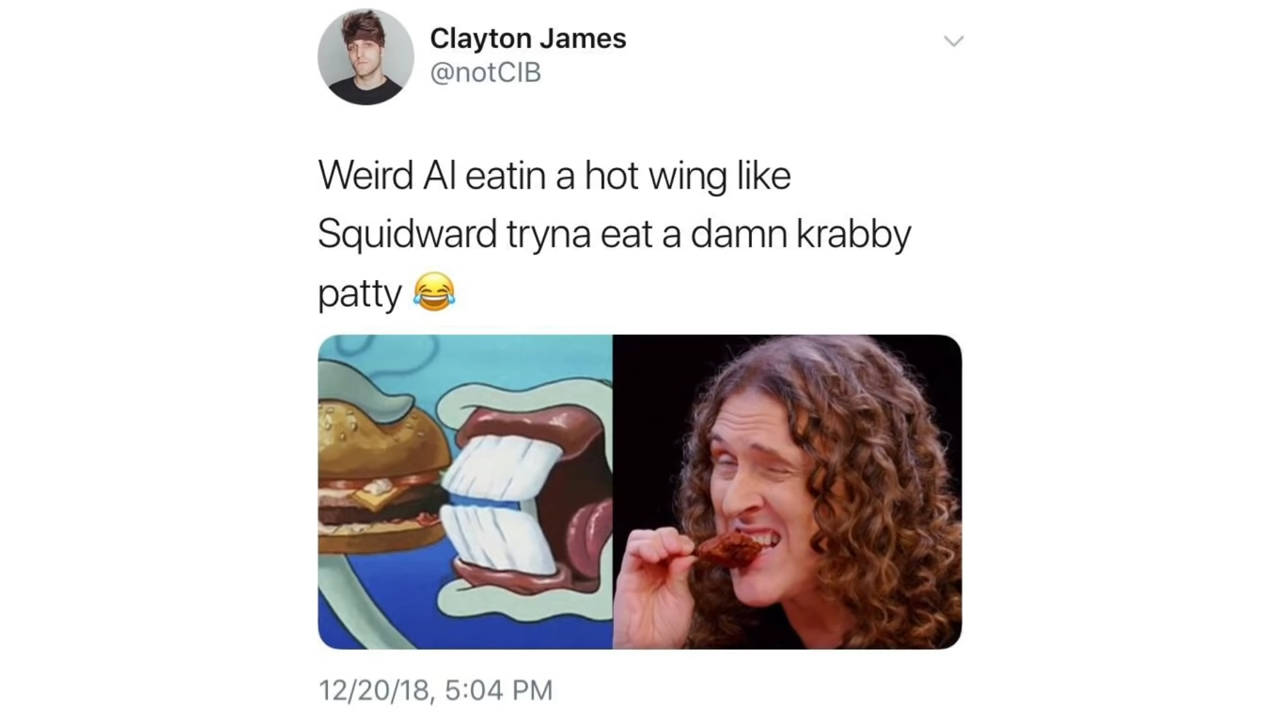 Clayton James
@notCIB
Weird Al eatin a hot wing like
Squidward tryna eat a damn krabby
patty 😂
12/20/18, 5:04 PM